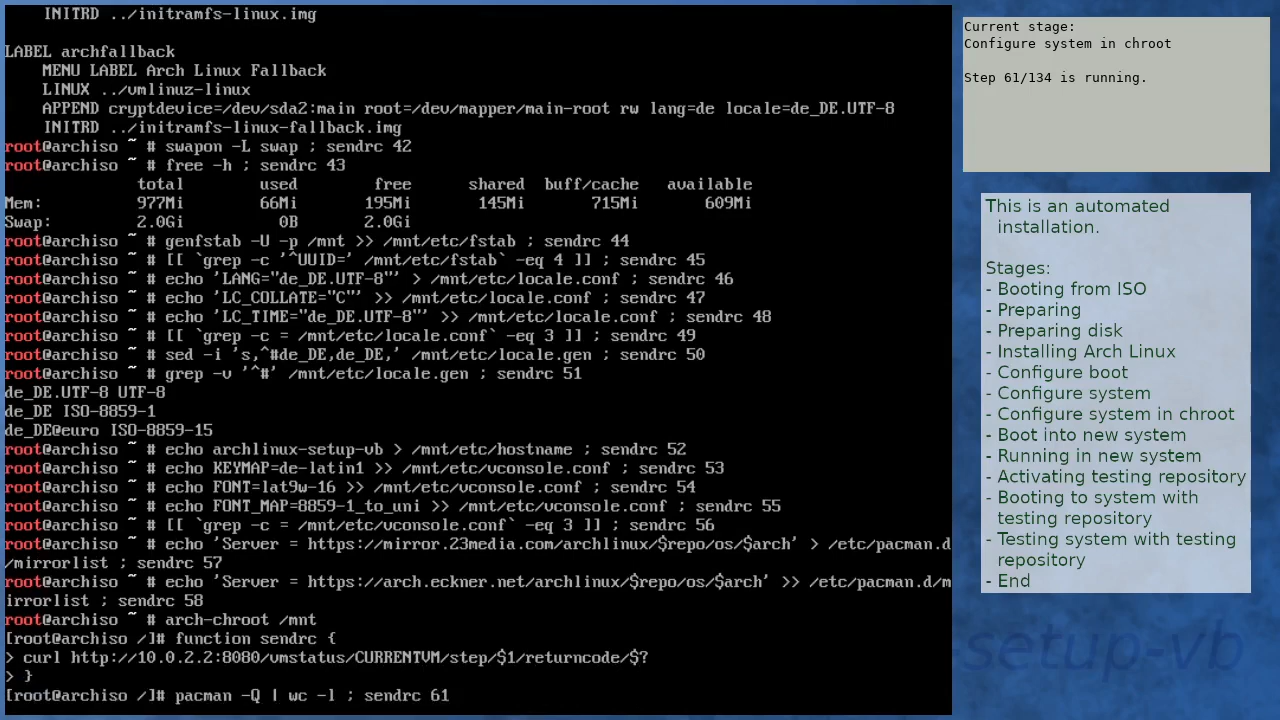 INITRD ../initramfs-linux.img
LABEL archfallback
MENU LABEL Arch Linux Fallback
LINUX ../vmlinuz-linux
APPEND cryptdevice=/dev/sda2:main root=/dev/mapper/main-root rw lang=de locale=de_DE.UTF-8
INITRD ../initramfs-linux-fallback.img
root@archiso ~ # swapon -L swap ; sendrc 42
root@archiso ~ # free -h ; sendrc 43
total used free shared buff/cache available
Mem: 977Mi 66Mi 195Mi 145Mi 715Mi 609Mi
Swap: 2.0Gi 0B 2.0Gi
root@archiso ~ # genfstab -U -p /mnt >> /mnt/etc/fstab ; sendrc 44
root@archiso ~ # [[ `grep -c '^UUID=' /mnt/etc/fstab` -eq 4 ]] ; sendrc 45
root@archiso ~ # echo 'LANG="de_DE.UTF-8"' > /mnt/etc/locale.conf ; sendrc 46
root@archiso ~ # echo 'LC_COLLATE="C"' >> /mnt/etc/locale.conf ; sendrc 47
root@archiso ~ # echo 'LC_TIME="de_DE.UTF-8"' >> /mnt/etc/locale.conf ; sendrc 48
root@archiso ~ # [[ `grep -c = /mnt/etc/locale.conf` -eq 3 ]] ; sendrc 49
root@archiso ~ # sed -i 's,^#de_DE,de_DE,' /mnt/etc/locale.gen ; sendrc 50
root@archiso ~ # grep -v '^#' /mnt/etc/locale.gen ; sendrc 51
de_DE.UTF-8 UTF-8
de_DE ISO-8859-1
de_DE@euro ISO-8859-15
root@archiso ~ # echo archlinux-setup-vb > /mnt/etc/hostname ; sendrc 52
root@archiso ~ # echo KEYMAP=de-latin1 >> /mnt/etc/vconsole.conf ; sendrc 53
root@archiso ~ # echo FONT=lat9w-16 >> /mnt/etc/vconsole.conf ; sendrc 54
root@archiso ~ # echo FONT_MAP=8859-1_to_uni >> /mnt/etc/vconsole.conf ; sendrc 55
root@archiso ~ # [[ `grep -c = /mnt/etc/vconsole.conf` -eq 3 ]] ; sendrc 56
root@archiso ~ # echo 'Server = https://mirror.23media.com/archlinux/$repo/os/$arch' > /etc/pacman.d
/mirrorlist ; sendrc 57
root@archiso ~ # echo 'Server = https://arch.eckner.net/archlinux/$repo/os/$arch' >> /etc/pacman.d/m
irrorlist ; sendrc 58
root@archiso ~ # arch-chroot /mnt
[root@archiso /]# function sendrc {
> curl http://10.0.2.2:8080/vmstatus/CURRENTVM/step/$1/returncode/$?
> }
[root@archiso /]# pacman -Q | wc -l ; sendrc 61
Current stage:
Configure system in chroot
Step 61/134 is running.
This is an automated
installation.
Stages:
- Booting from ISO
- Preparing
- Preparing disk
- Installing Arch Linux
- Configure boot
- Configure system
- Configure system in chroot
- Boot into new system
- Running in new system
- Activating testing repository
- Booting to system with
testing repository
- Testing system with testing
repository
- End
-setup-vb